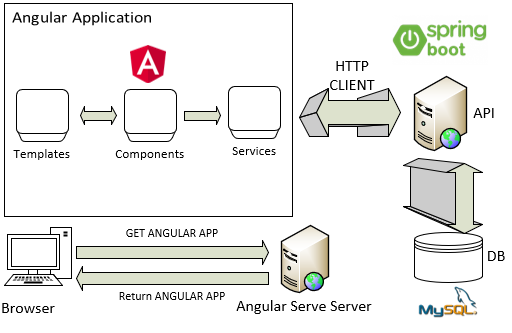 Angular Application
spring
boot
HTTP
CLIENT
API
Templates
Components
Services
GET ANGULAR APP
DB
Return ANGULAR APP
Browser
Angular Serve Server
MySQL